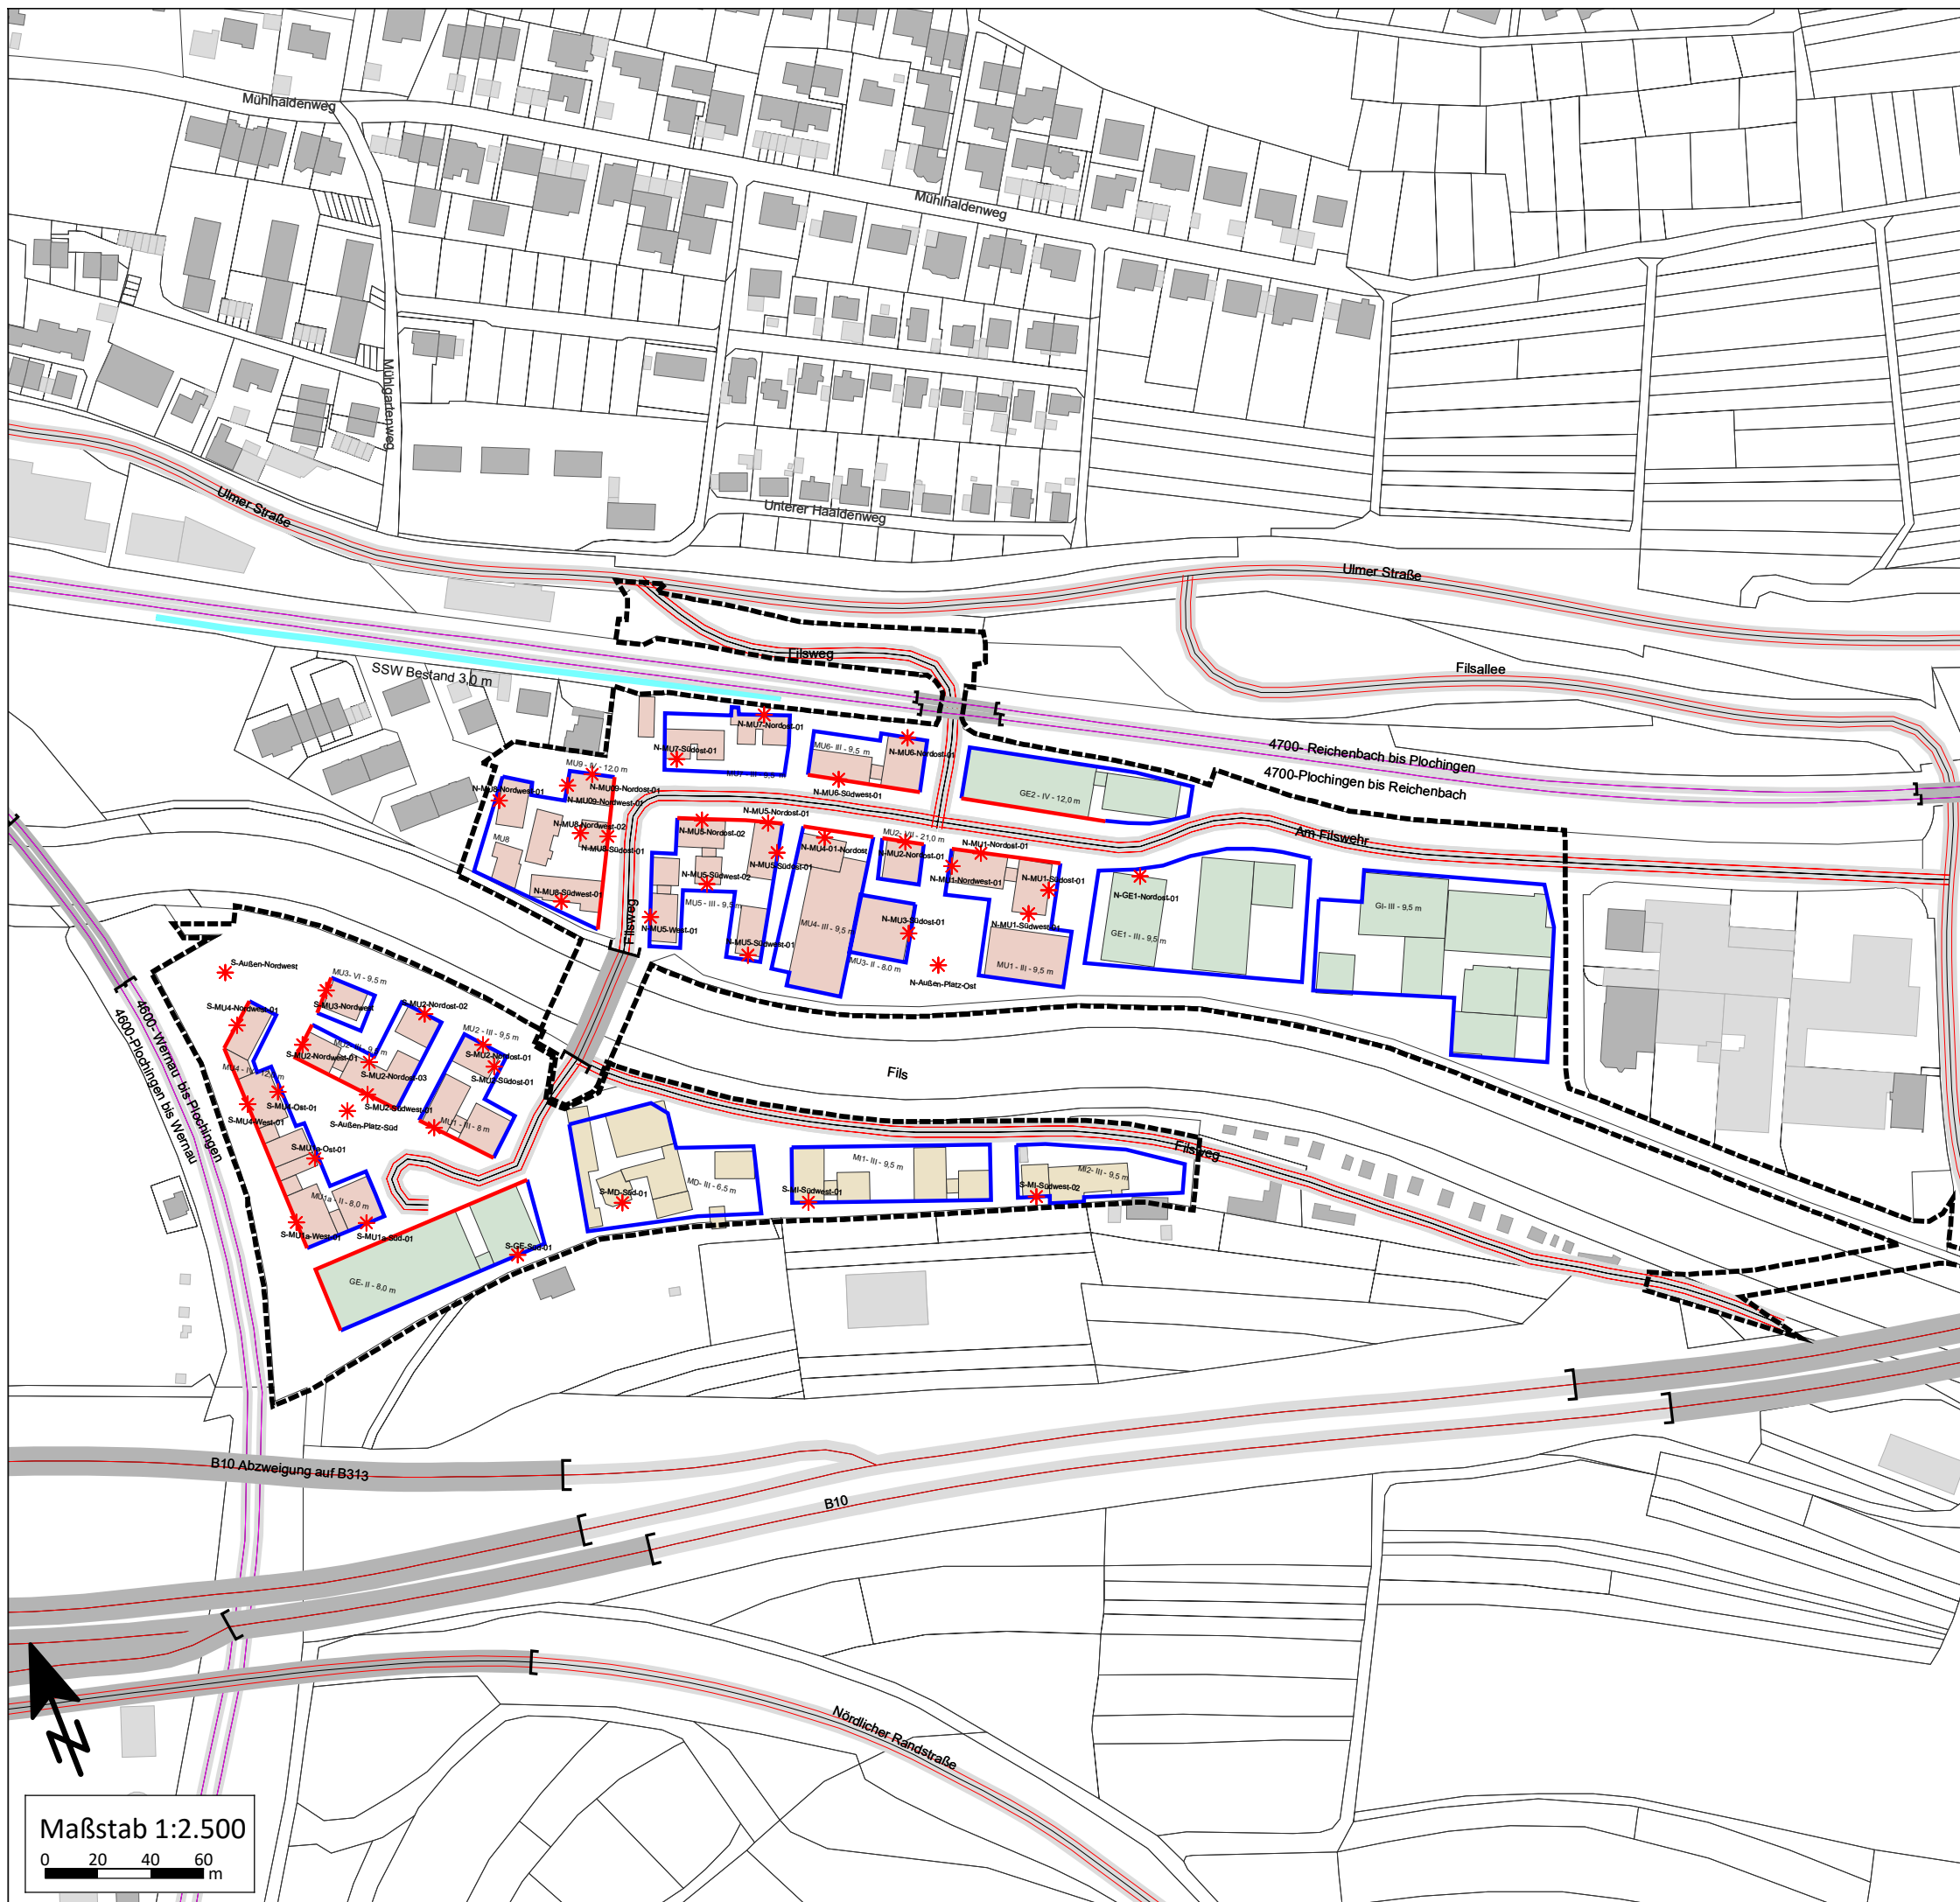 Mühlhaldenweg
Mühlhaldenweg
Mühlgartenweg
Ulmer Straße
Unterer Haaldenweg
Ulmer Straße
Filsweg
Filsallee
SSW Bestand 3,0 m
4700- Reichenbach bis Plochingen
4700-Plochingen bis Reichenbach
N-MU7-Nordost-01
N-MU7-Südost-01
MU6- III - 9,5 m
N-MU6-Nordost-01
N-MU6-Südwest-01
MU9 - IV - 12,0 m
N-MU09-Nordost-01
N-MU09-Nordwest-01
N-MU8-Nordwest-01
N-MU8-Nordwest-02
N-MU8-Südost-01
MU8
N-MU8-Südwest-01
GE2 - IV - 12,0 m
Am Filswehr
N-MU5-Nordost-01
N-MU5-Nordost-02
N-MU5-Südost-01
N-MU5-Südwest-02
MU5 - III - 9,5 m
N-MU5-West-01
N-MU5-Südwest-01
N-MU4-01-Nordost
MU4- III - 9,5 m
MU2- VII - 21,0 m
N-MU2-Nordost-01
N-MU3-Südost-01
MU3- II - 8,0 m
N-MU1-Nordost-01
N-MU1-Nordwest-01
N-MU1-Südost-01
N-MU1-Südwest-01
MU1 - III - 9,5 m
N-Außen-Platz-Ost
N-GE1-Nordost-01
GE1 - III - 9,5 m
GI- III - 9,5 m
Filsweg
Fils
S-Außen-Nordwest
MU3- VI - 9,5 m
S-MU3-Nordwest
S-MU4-Nordwest-01
S-MU2-Nordost-02
MU2 - III - 9,5 m
S-MU2-Nordost-01
S-MU2-Nordwest-01
S-MU2-Nordost-03
S-MU2-Südost-01
S-MU4-Ost-01
S-MU4-West-01
S-MU2-Südwest-01
S-Außen-Platz-Süd
MU1 - III - 8 m
S-MU1a-Ost-01
MU1a - II - 8,0 m
S-MU1a-West-01
S-MU1a-Süd-01
GE- II - 8,0 m
S-GE-Süd-01
4600- Wernau bis Plochingen
4600-Plochingen bis Wernau
S-MD-Süd-01
MD- III - 6,5 m
MI1- III - 9,5 m
S-MI-Südwest-01
MI2- III - 9,5 m
S-MI-Südwest-02
Filsweg
B10 Abzweigung auf B313
B10
Nördlicher Randstraße
Maßstab 1:2.500
0 20 40 60
m